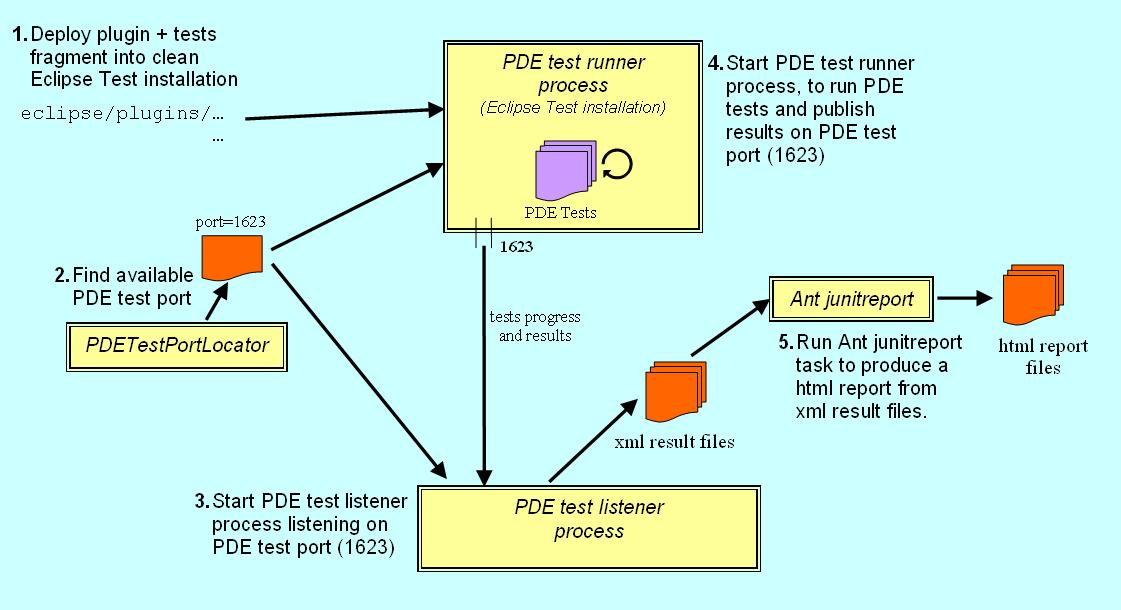 1. Deploy plugin + tests
fragment into clean
Eclipse Test installation
eclipse/plugins/…
…
PDE test runner
process
(Eclipse Test installation)
PDE Tests
1623
4. Start PDE test runner
process, to run PDE
tests and publish
results on PDE test
port (1623)
port=1623
2. Find available
PDE test port
PDETestPortLocator
tests progress
and results
Ant junitreport
5. Run Ant junitreport
task to produce a
html report from
xml result files.
html report
files
xml result files
3. Start PDE test listener
process listening on
PDE test port (1623)
PDE test listener
process